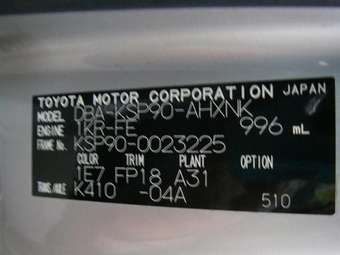 TOYOTA MOTOR CORPORATION JAPAN
MODEL DBA-KSP90-AHXNK
ENGINE 1KR-FE 996 mL
FRAME No. KSP90-0023225
COLOR TRIM PLANT OPTION
1E7 FP18 A31
TRANS/AXLE K410 -04A
510